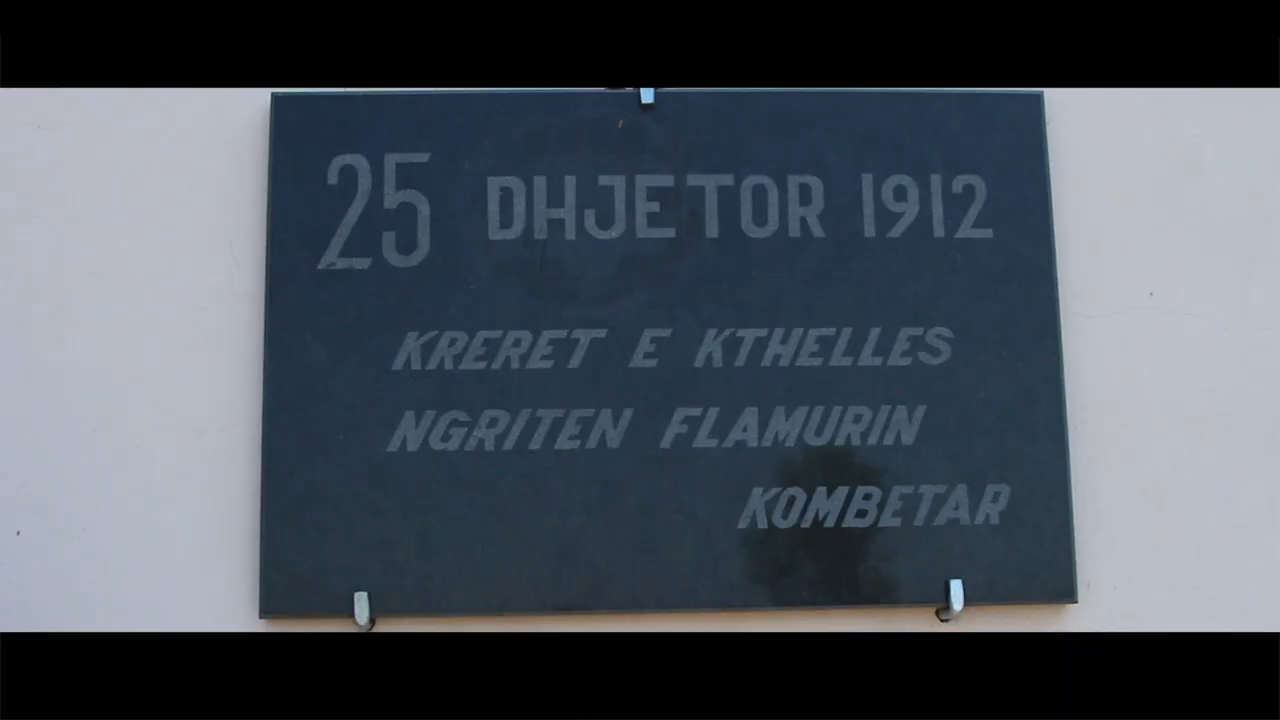 25 DHJETOR 1912
KRERET E KTHELLES
NGRITEN FLAMURIN
KOMBETAR